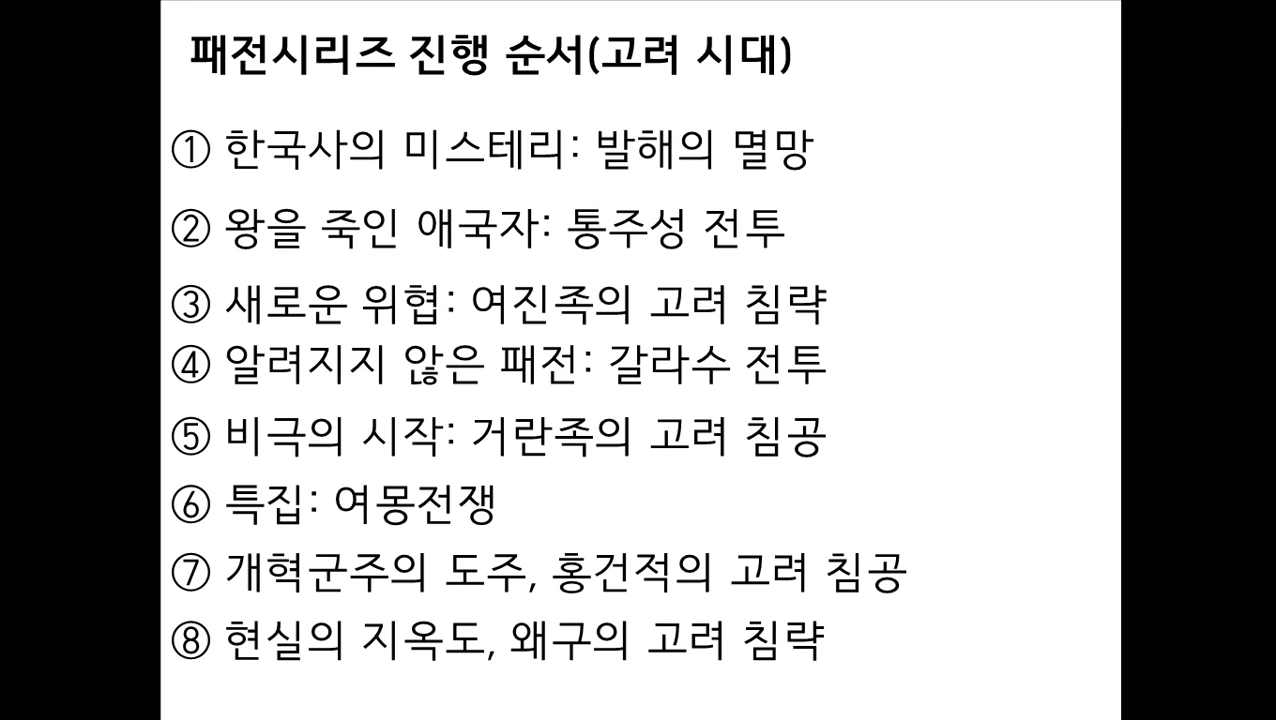 패전시리즈 진행 순서(고려 시대)
① 한국사의 미스테리: 발해의 멸망
② 왕을 죽인 애국자: 통주성 전투
③ 새로운 위협: 여진족의 고려 침략
④ 알려지지 않은 패전: 갈라수 전투
⑤ 비극의 시작: 거란족의 고려 침공
⑥ 특집: 여몽전쟁
⑦ 개혁군주의 도주, 홍건적의 고려 침공
⑧ 현실의 지옥도, 왜구의 고려 침략